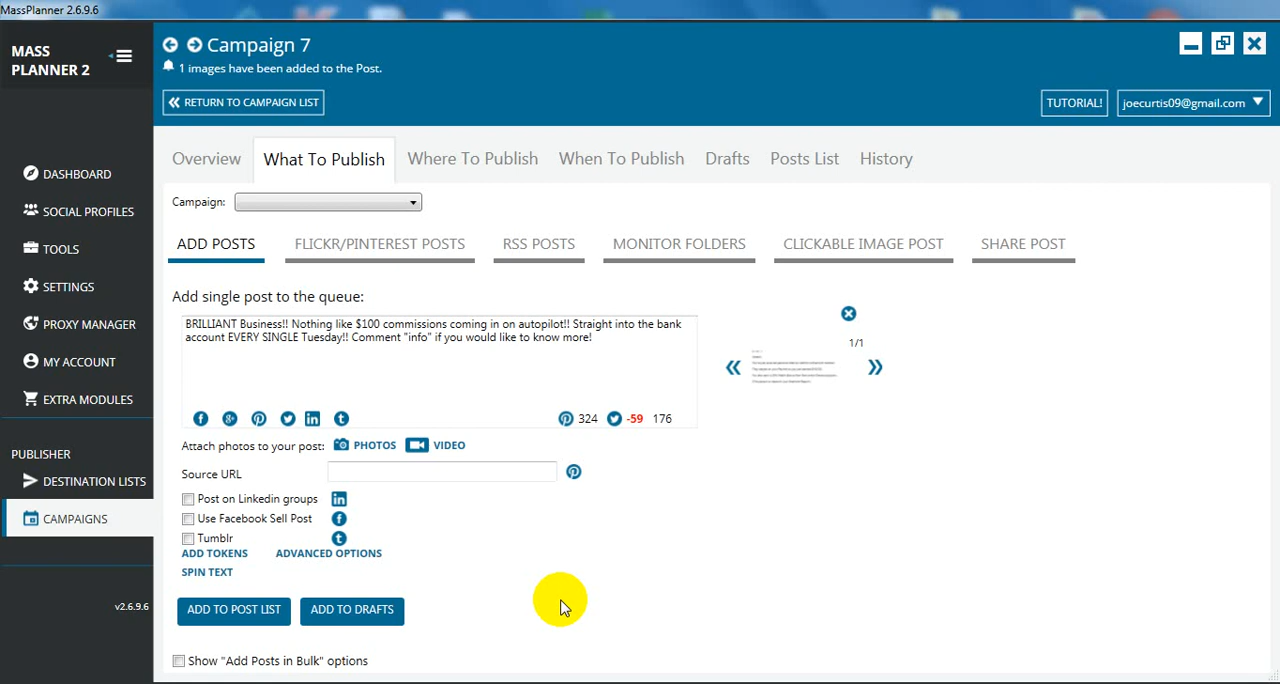 MassPlanner 2.6.9.6
MASS
PLANNER 2
Campaign 7
1 images have been added to the Post.
RETURN TO CAMPAIGN LIST
TUTORIAL!
joecurtis09@gmail.com
DASHBOARD
SOCIAL PROFILES
TOOLS
SETTINGS
PROXY MANAGER
MY ACCOUNT
EXTRA MODULES
PUBLISHER
DESTINATION LISTS
CAMPAIGNS
v2.6.9.6
Overview What To Publish Where To Publish When To Publish Drafts Posts List History
Campaign:
ADD POSTS FLICKR/PINTEREST POSTS RSS POSTS MONITOR FOLDERS CLICKABLE IMAGE POST SHARE POST
Add single post to the queue:
BRILLIANT Business!! Nothing like $100 commissions coming in on autopilot!! Straight into the bank
account EVERY SINGLE Tuesday!! Comment "info" if you would like to know more!
1/1
324 -59 176
Attach photos to your post: PHOTOS VIDEO
Source URL
Post on Linkedin groups
Use Facebook Sell Post
Tumblr
ADD TOKENS ADVANCED OPTIONS
SPIN TEXT
ADD TO POST LIST ADD TO DRAFTS
Show "Add Posts in Bulk" options